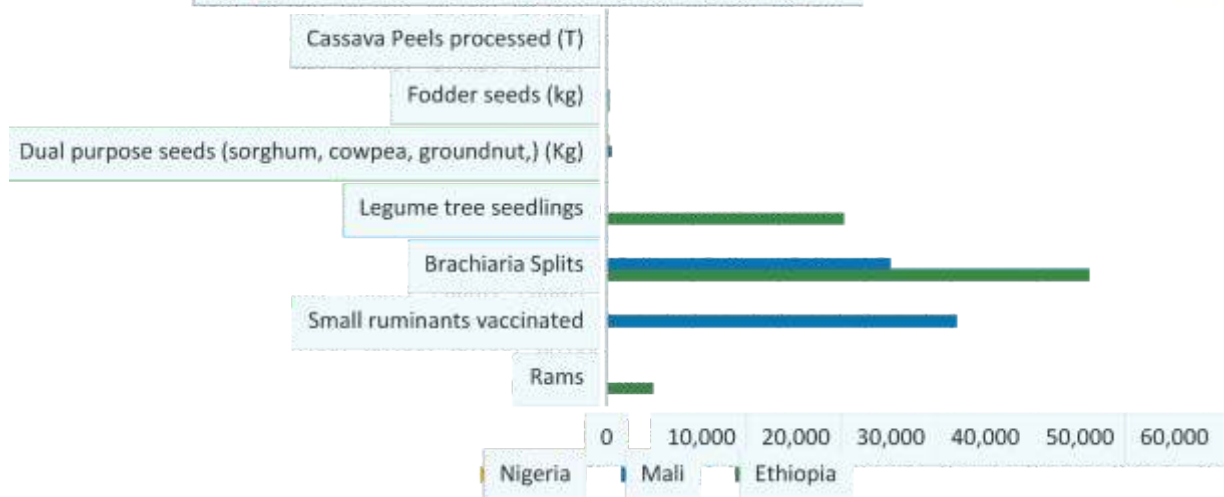 Cassava Peels processed (T)
Fodder seeds (kg)
Dual purpose seeds (sorghum, cowpea, groundnut,) (Kg)
Legume tree seedlings
Brachiaria Splits
Small ruminants vaccinated
Rams
0 10,000 20,000 30,000 40,000 50,000 60,000
Nigeria Mali Ethiopia